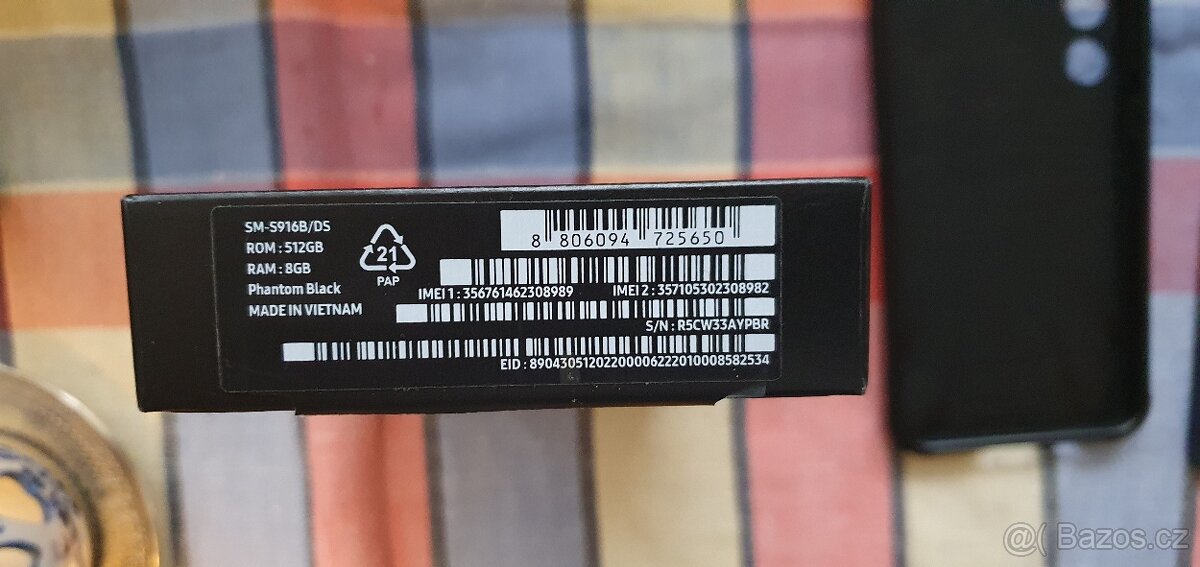 SM-S916B/DS
ROM : 512GB
RAM : 8GB
Phantom Black
MADE IN VIETNAM
21
PAP
8 806094 725650
IMEI 1 : 356761462308989 IMEI 2 : 357105302308982
S/N : R5CW33AYPBR
EID : 89043051202200006222010008582534
@( Bazos.cz